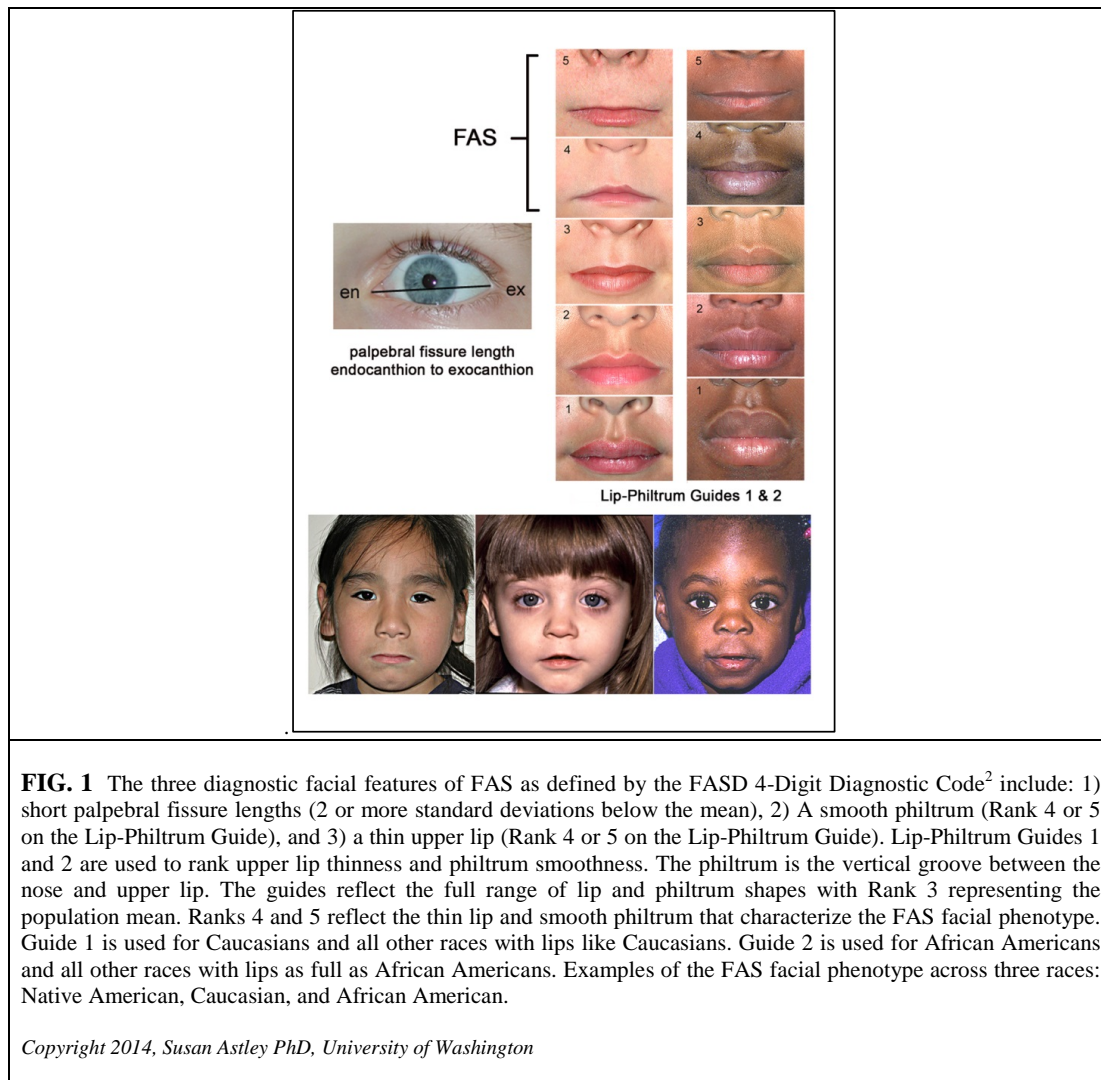 5
5
FAS
4
4
3
3
en
ex
2
2
palpebral fissure length
endocanthion to exocanthion
1
1
Lip-Philtrum Guides 1 & 2
.
FIG. 1 The three diagnostic facial features of FAS as defined by the FASD 4-Digit Diagnostic Code2 include: 1)
short palpebral fissure lengths (2 or more standard deviations below the mean), 2) A smooth philtrum (Rank 4 or 5
on the Lip-Philtrum Guide), and 3) a thin upper lip (Rank 4 or 5 on the Lip-Philtrum Guide). Lip-Philtrum Guides 1
and 2 are used to rank upper lip thinness and philtrum smoothness. The philtrum is the vertical groove between the
nose and upper lip. The guides reflect the full range of lip and philtrum shapes with Rank 3 representing the
population mean. Ranks 4 and 5 reflect the thin lip and smooth philtrum that characterize the FAS facial phenotype.
Guide 1 is used for Caucasians and all other races with lips like Caucasians. Guide 2 is used for African Americans
and all other races with lips as full as African Americans. Examples of the FAS facial phenotype across three races:
Native American, Caucasian, and African American.
Copyright 2014, Susan Astley PhD, University of Washington